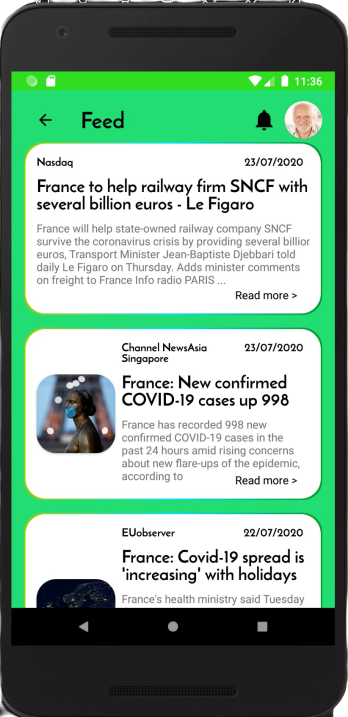 11:36
Feed
Nasdaq 23/07/2020
France to help railway firm SNCF with
several billion euros - Le Figaro
France will help state-owned railway company SNCF
survive the coronavirus crisis by providing several billion
euros, Transport Minister Jean-Baptiste Djebbari told
daily Le Figaro on Thursday. Adds minister comments
on freight to France Info radio PARIS ...
Read more >
Channel NewsAsia 23/07/2020
Singapore
France: New confirmed
COVID-19 cases up 998
France has recorded 998 new
confirmed COVID-19 cases in the
past 24 hours amid rising concerns
about new flare-ups of the epidemic,
according to
Read more >
EUobserver 22/07/2020
France: Covid-19 spread is
'increasing' with holidays
France's health ministry said Tuesday